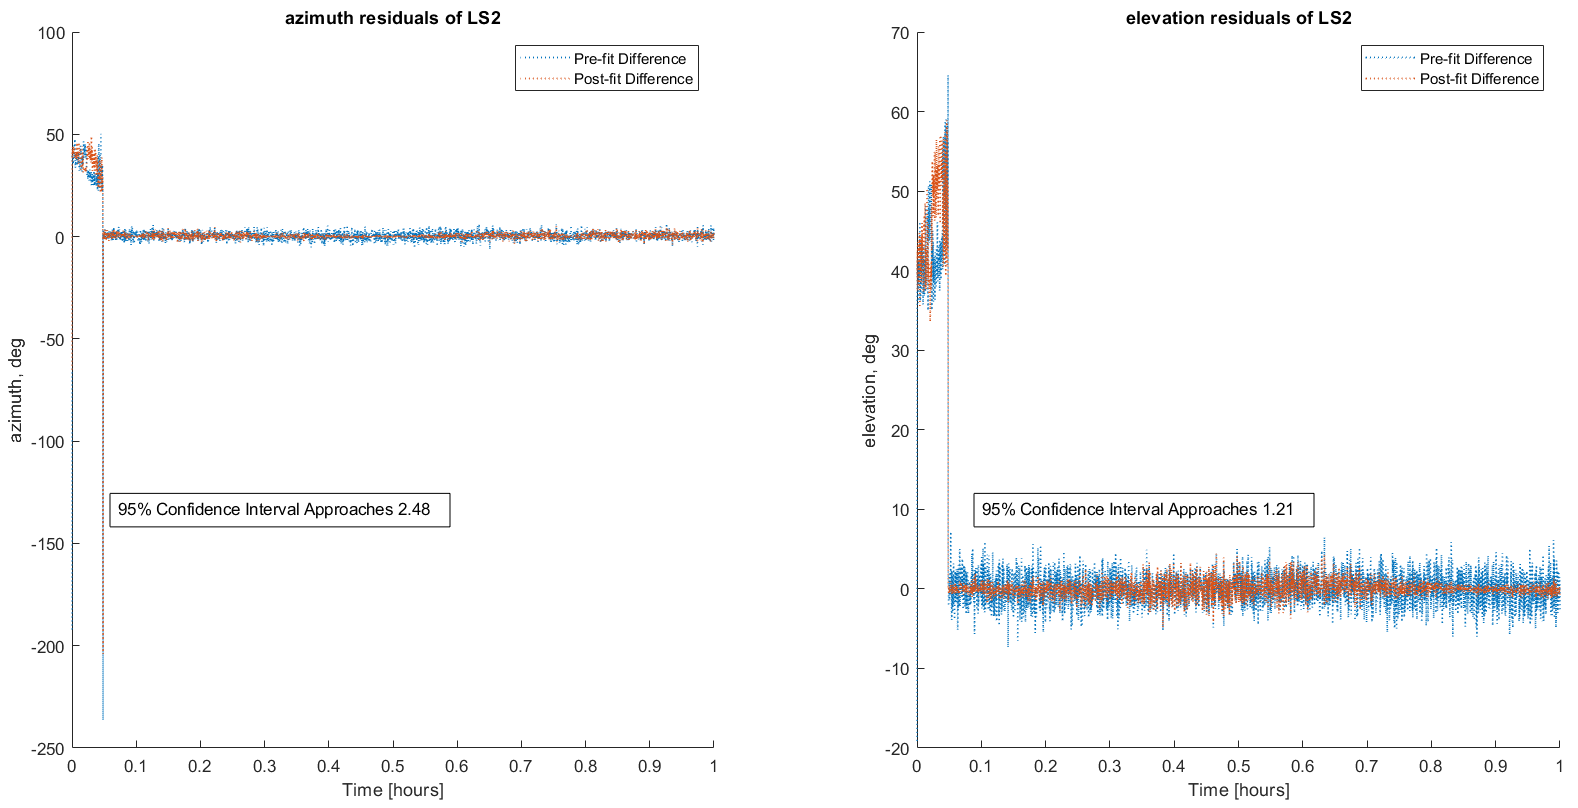 azimuth residuals of LS2
Pre-fit Difference
Post-fit Difference
100
50
0
-50
-100
-150
-200
-250
azimuth, deg
95% Confidence Interval Approaches 2.48
0 0.1 0.2 0.3 0.4 0.5 0.6 0.7 0.8 0.9 1
Time [hours]
elevation residuals of LS2
Pre-fit Difference
Post-fit Difference
70
60
50
40
30
20
10
0
-10
-20
elevation, deg
95% Confidence Interval Approaches 1.21
0 0.1 0.2 0.3 0.4 0.5 0.6 0.7 0.8 0.9 1
Time [hours]